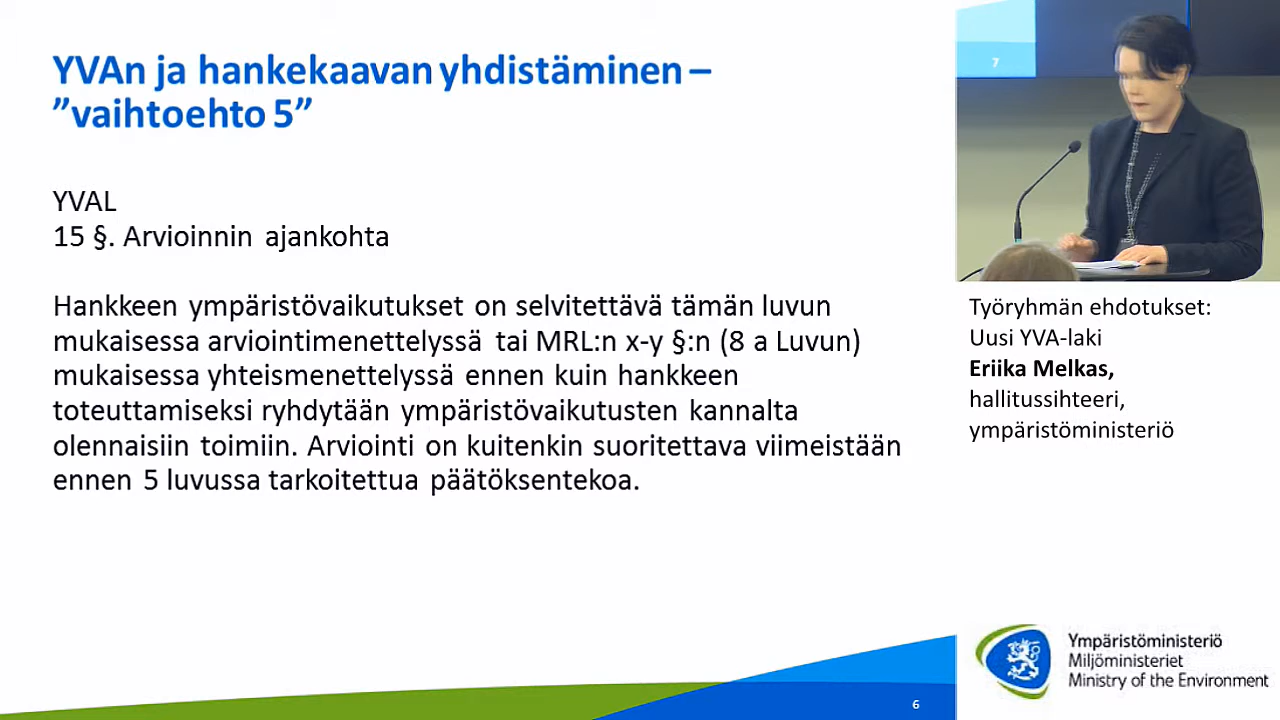 YVAn ja hankekaavan yhdistäminen –
”vaihtoehto 5”
YVAL
15 §. Arvioinnin ajankohta
Hankkeen ympäristövaikutukset on selvitettävä tämän luvun
mukaisessa arviointimenettelyssä tai MRL:n x-y §:n (8 a Luvun)
mukaisessa yhteismenettelyssä ennen kuin hankkeen
toteuttamiseksi ryhdytään ympäristövaikutusten kannalta
olennaisiin toimiin. Arviointi on kuitenkin suoritettava viimeistään
ennen 5 luvussa tarkoitettua päätöksentekoa.
6
7
Työryhmän ehdotukset:
Uusi YVA-laki
Eriika Melkas,
hallitussihteeri,
ympäristöministeriö
Ympäristöministeriö
Miljöministeriet
Ministry of the Environment